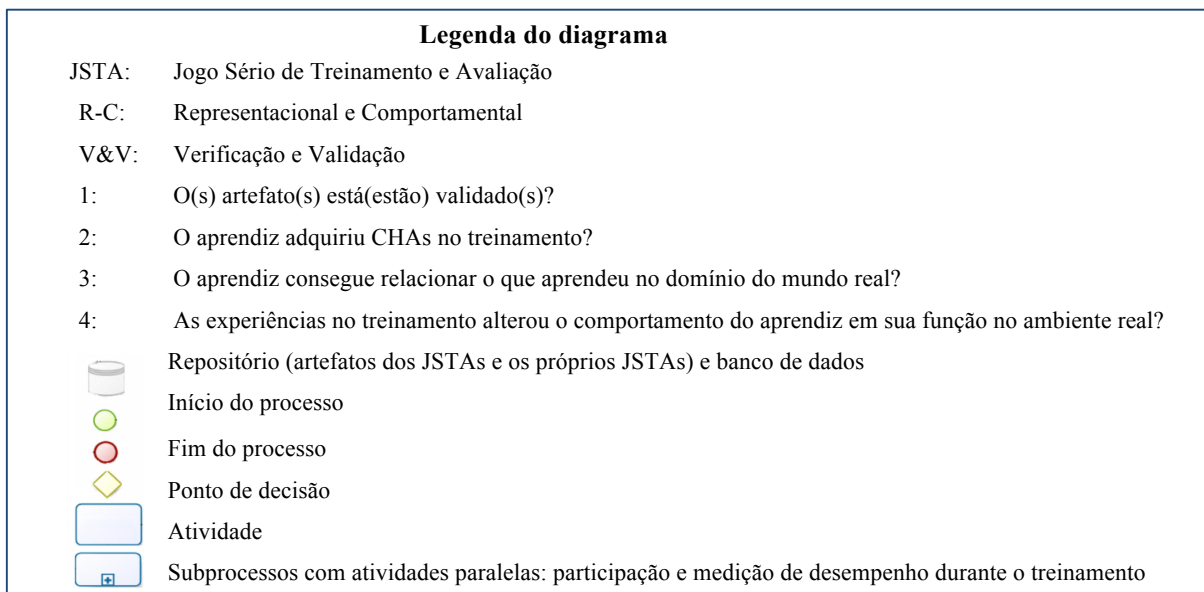 Legenda do diagrama
JSTA: Jogo Sério de Treinamento e Avaliação
R-C: Representacional e Comportamental
V&V: Verificação e Validação
1: O(s) artefato(s) está(estão) validado(s)?
2: O aprendiz adquiriu CHAs no treinamento?
3: O aprendiz consegue relacionar o que aprendeu no domínio do mundo real?
4: As experiências no treinamento alterou o comportamento do aprendiz em sua função no ambiente real?
Repositório (artefatos dos JSTAs e os próprios JSTAs) e banco de dados
Início do processo
Fim do processo
Ponto de decisão
Atividade
Subprocessos com atividades paralelas: participação e medição de desempenho durante o treinamento